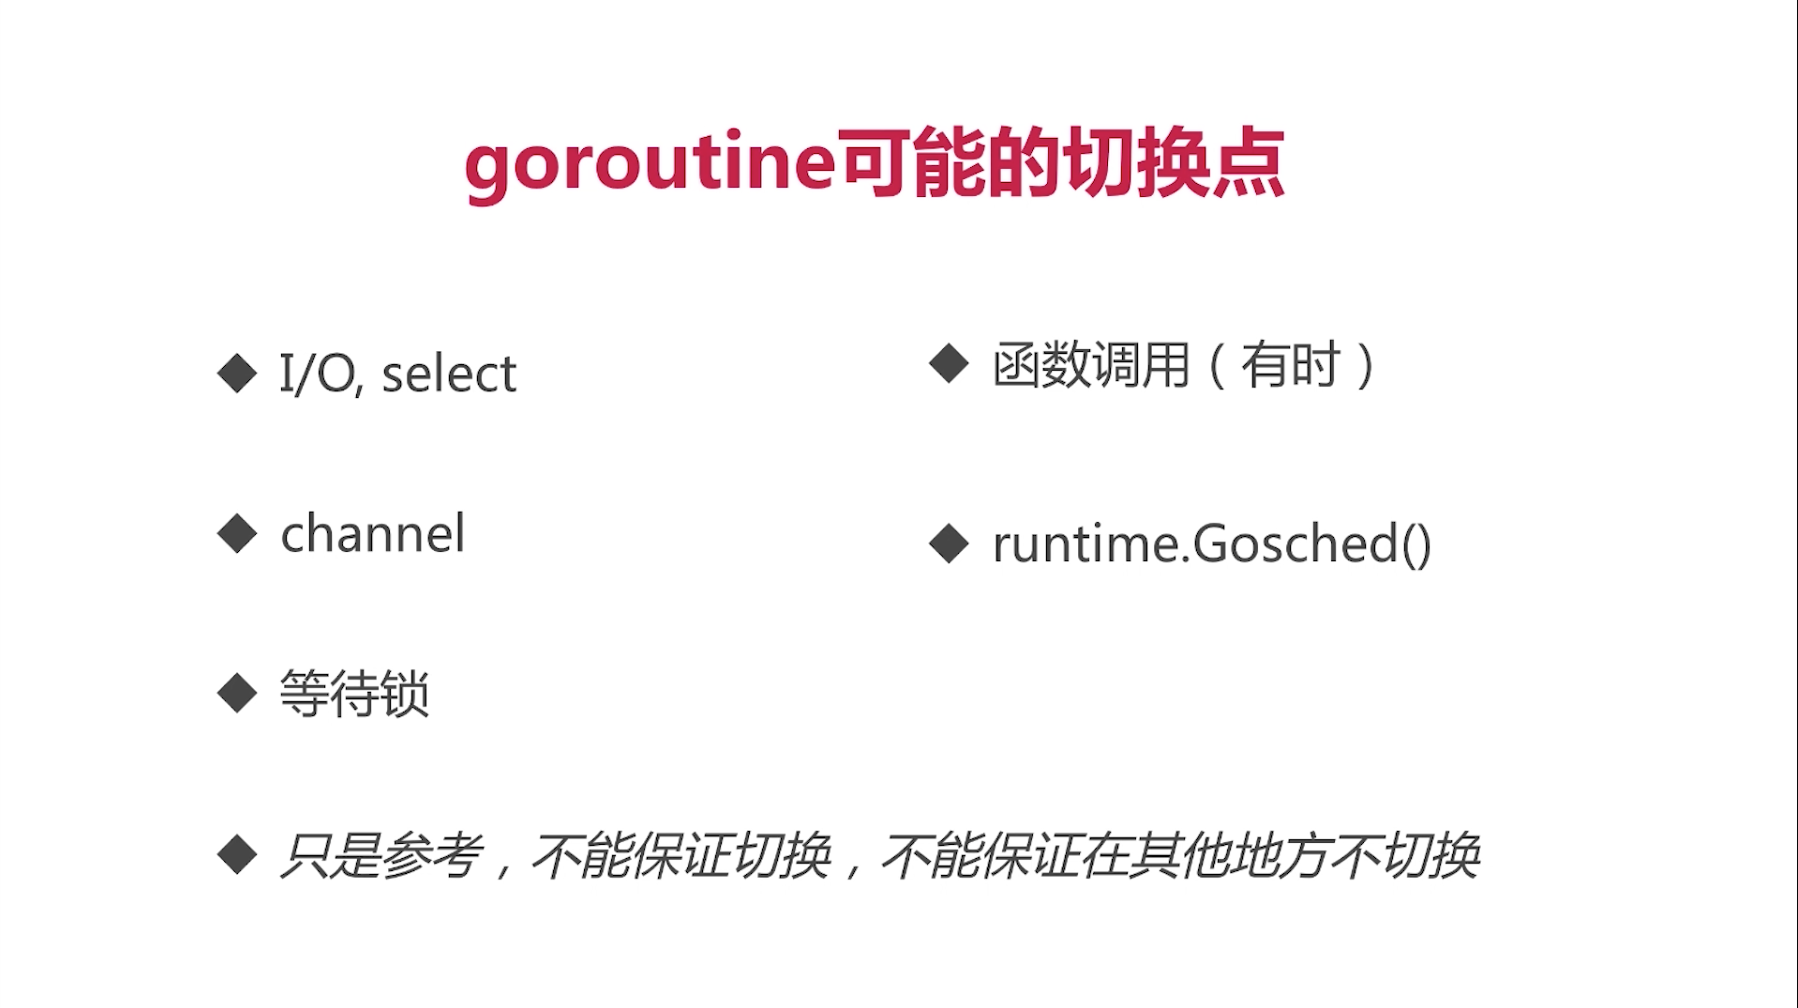 goroutine可能的切换点
I/O, select
channel
等待锁
函数调用（有时）
runtime.Gosched()
只是参考，不能保证切换，不能保证在其他地方不切换